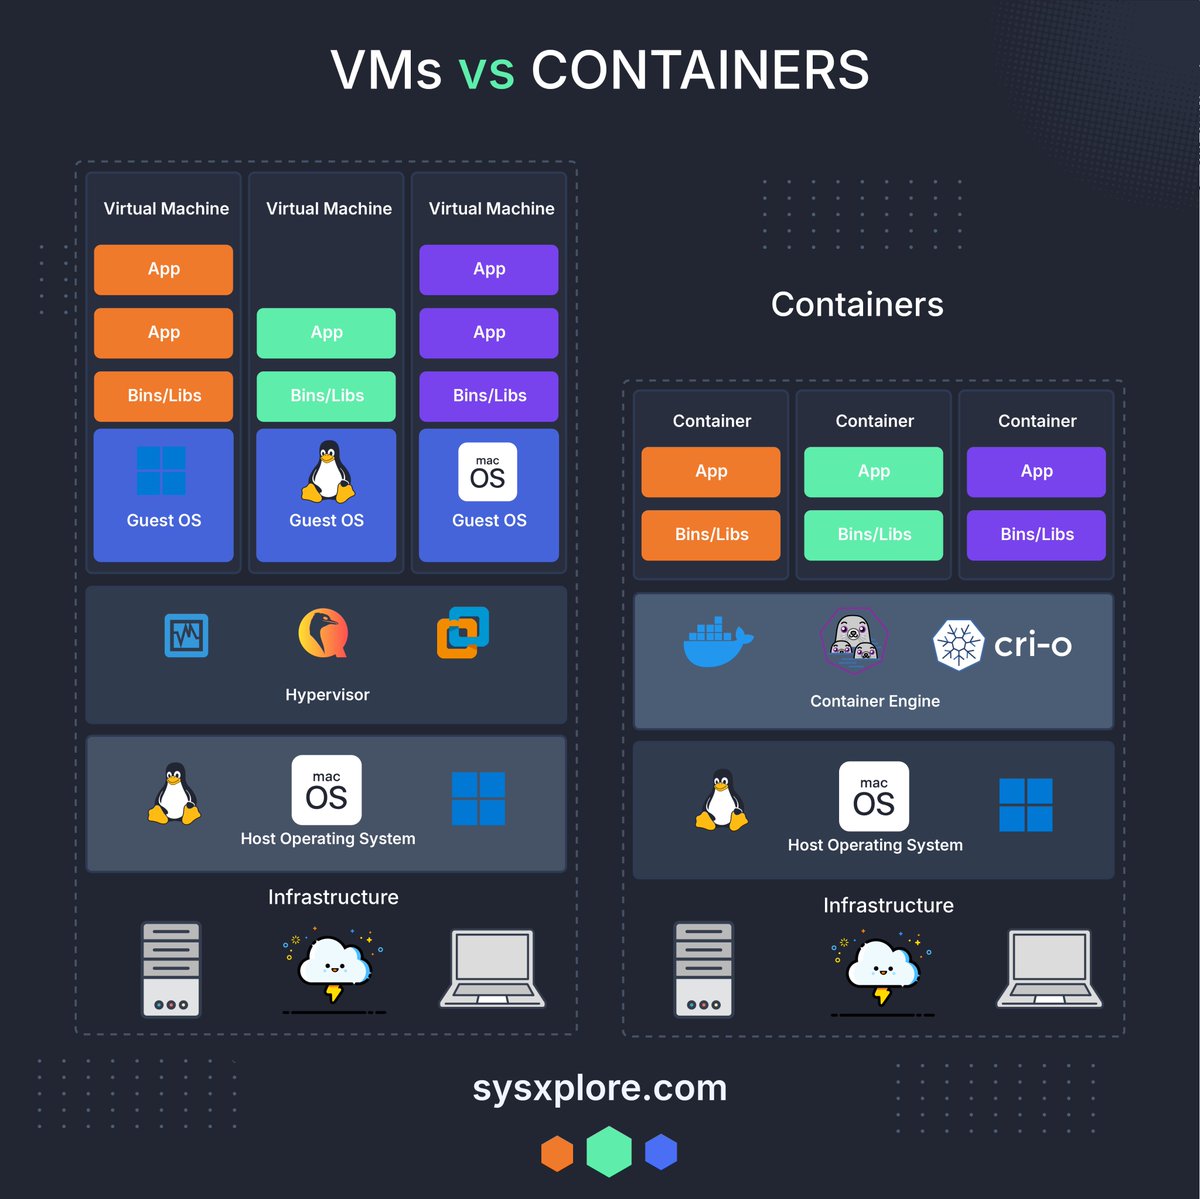 VMs vs CONTAINERS
Virtual Machine
App
App
Bins/Libs
Guest OS
Virtual Machine
App
Bins/Libs
Guest OS
Virtual Machine
App
App
Bins/Libs
mac
OS
Guest OS
Hypervisor
mac
OS
Host Operating System
Infrastructure
Containers
Container
App
Bins/Libs
Container
App
Bins/Libs
Container
App
Bins/Libs
cri-o
Container Engine
mac
OS
Host Operating System
Infrastructure
sysxplore.com